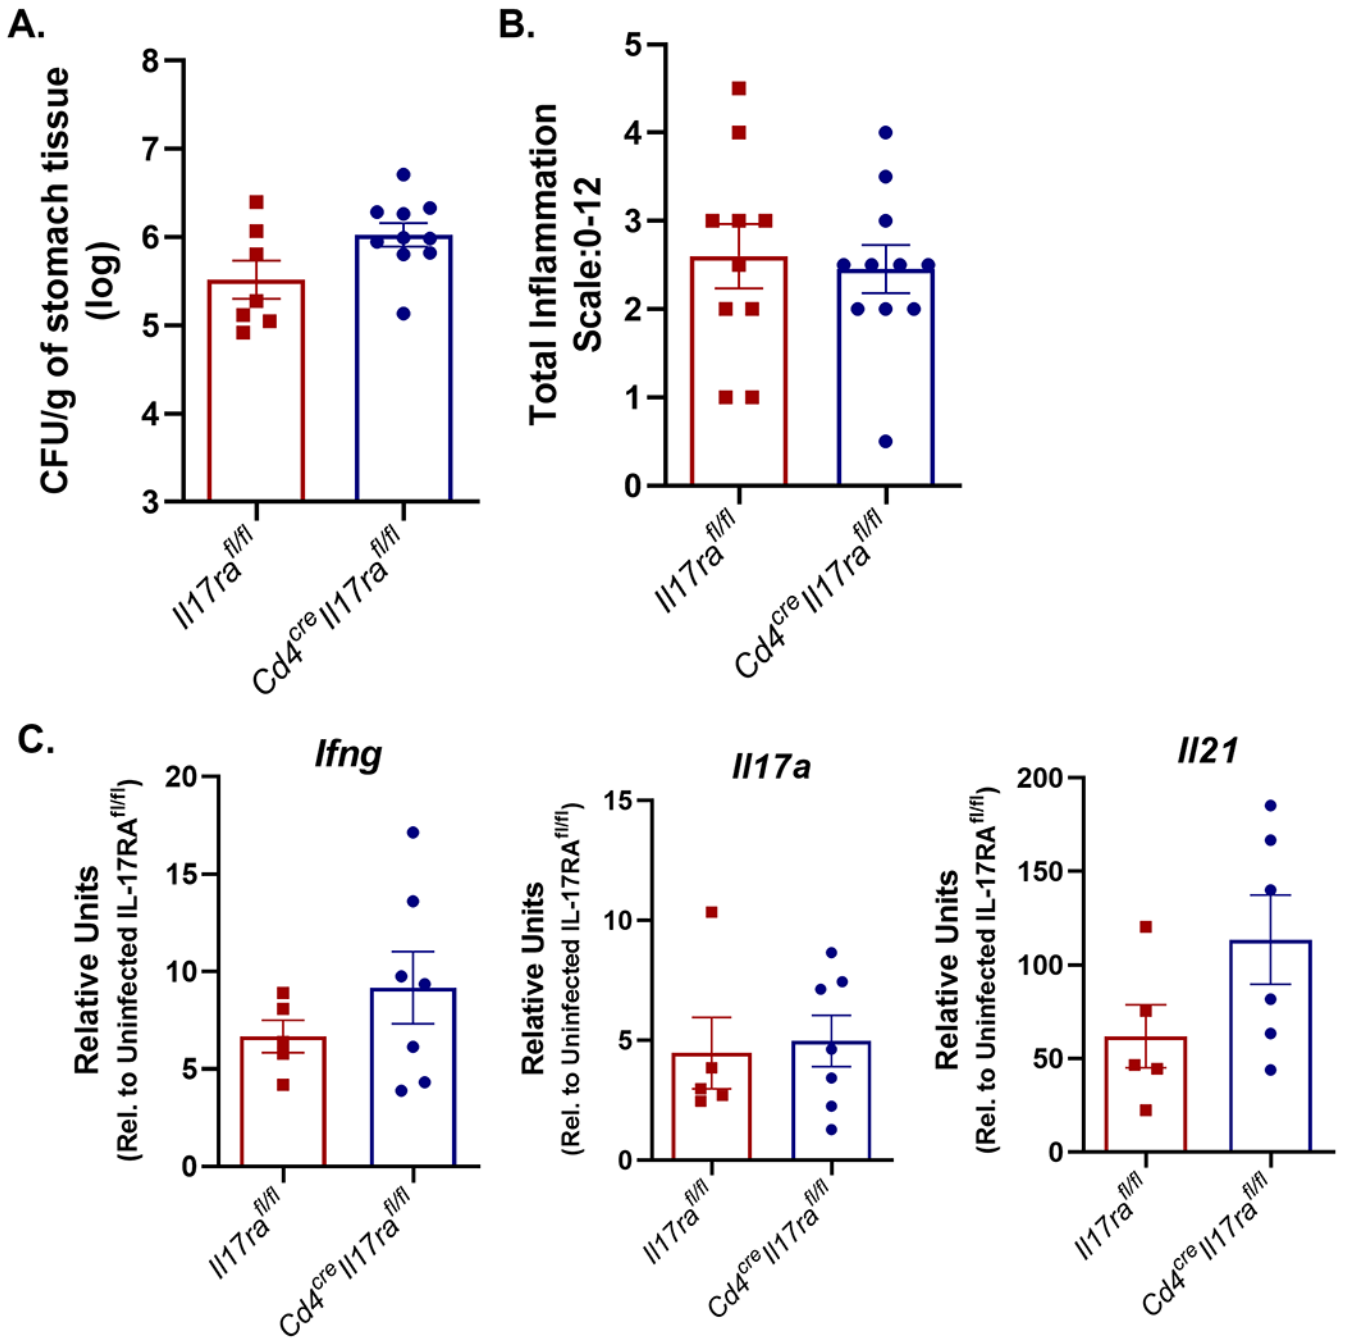 A.
CFU/g of stomach tissue
(log)
8
7
6
5
4
3
Il17ra^fl/fl
Cd4^cre Il17ra^fl/fl
B.
Total Inflammation
Scale:0-12
5
4
3
2
1
0
Il17ra^fl/fl
Cd4^cre Il17ra^fl/fl
C.
Ifng
Relative Units
(Rel. to Uninfected IL-17RA^fl/fl)
20
15
10
5
0
Il17ra^fl/fl
Cd4^cre Il17ra^fl/fl
Il17a
Relative Units
(Rel. to Uninfected IL-17RA^fl/fl)
15
10
5
0
Il17ra^fl/fl
Cd4^cre Il17ra^fl/fl
Il21
Relative Units
(Rel. to Uninfected IL-17RA^fl/fl)
200
150
100
50
0
Il17ra^fl/fl
Cd4^cre Il17ra^fl/fl